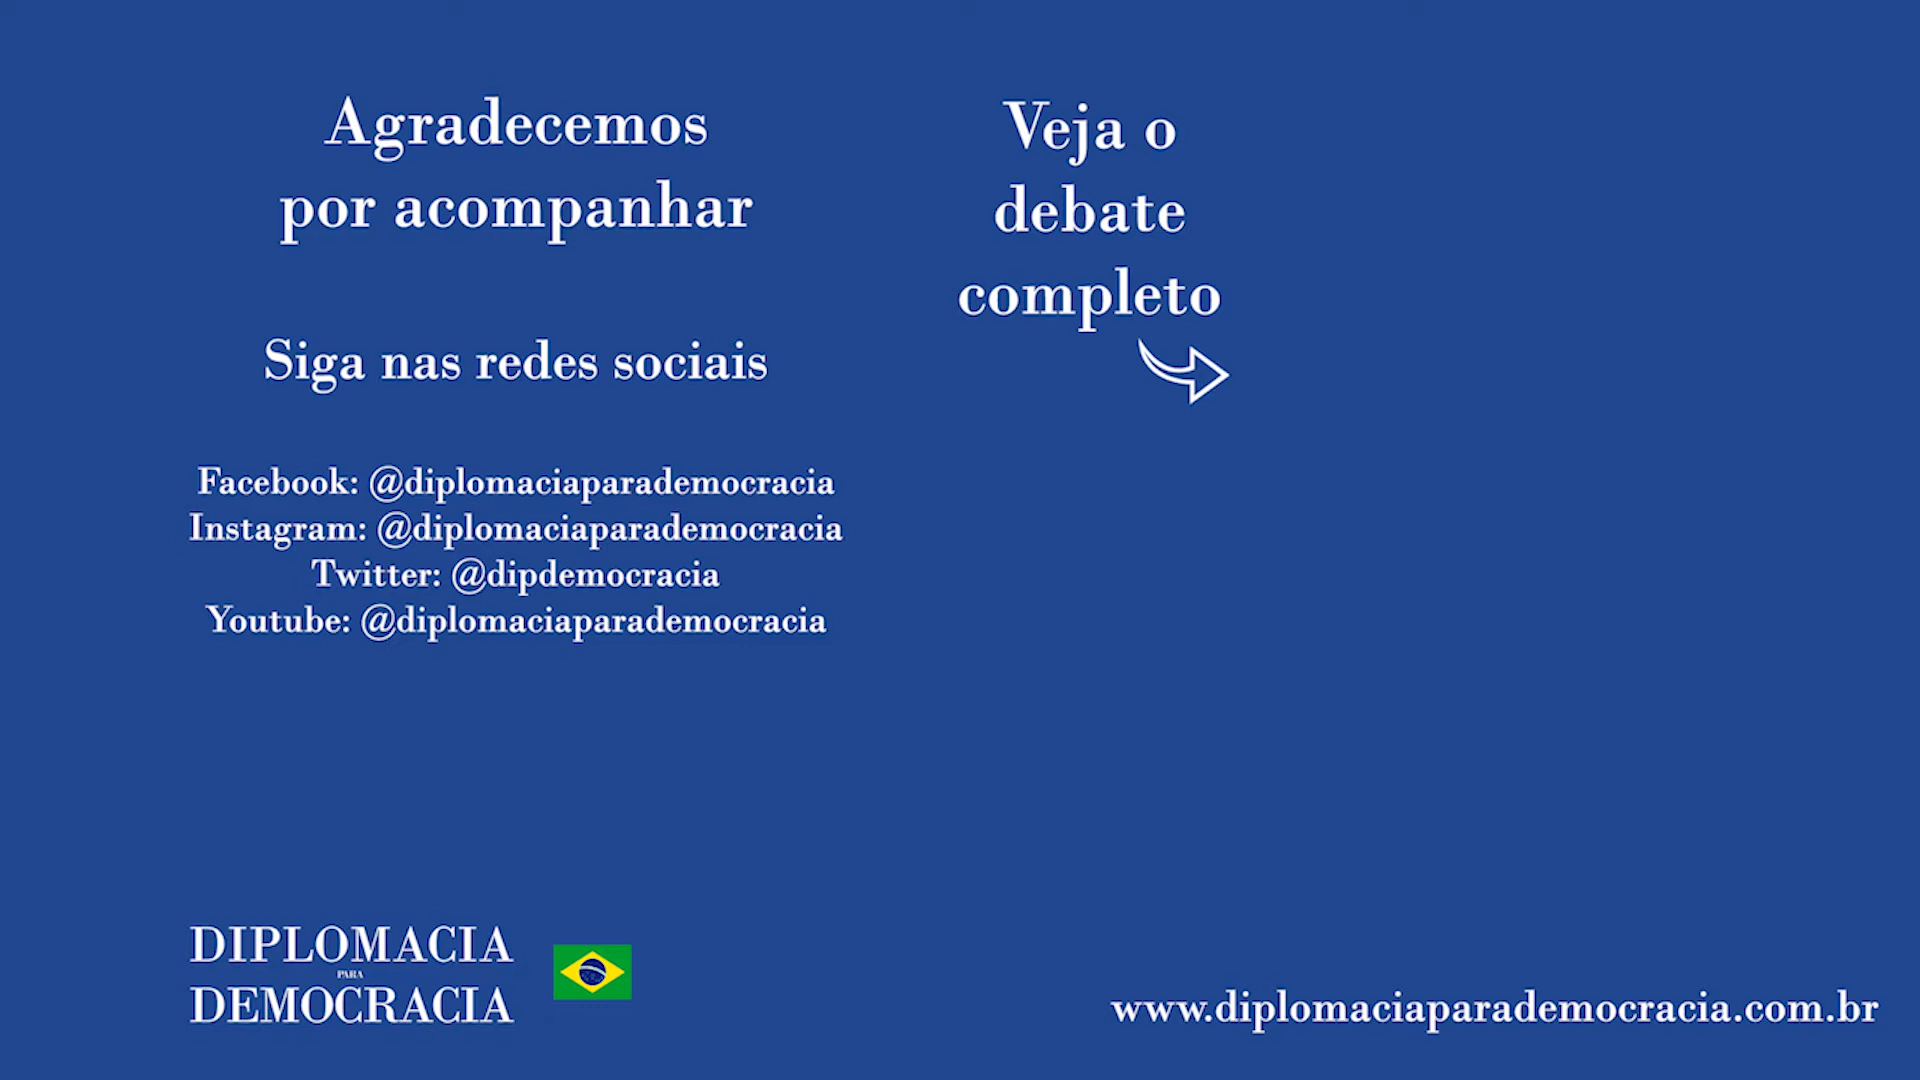 Agradecemos
por acompanhar
Siga nas redes sociais
Facebook: @diplomaciaparademocracia
Instagram: @diplomaciaparademocracia
Twitter: @dipdemocracia
Youtube: @diplomaciaparademocracia
Veja o
debate
completo
DIPLOMACIA
PARA
DEMOCRACIA
www.diplomaciaparademocracia.com.br